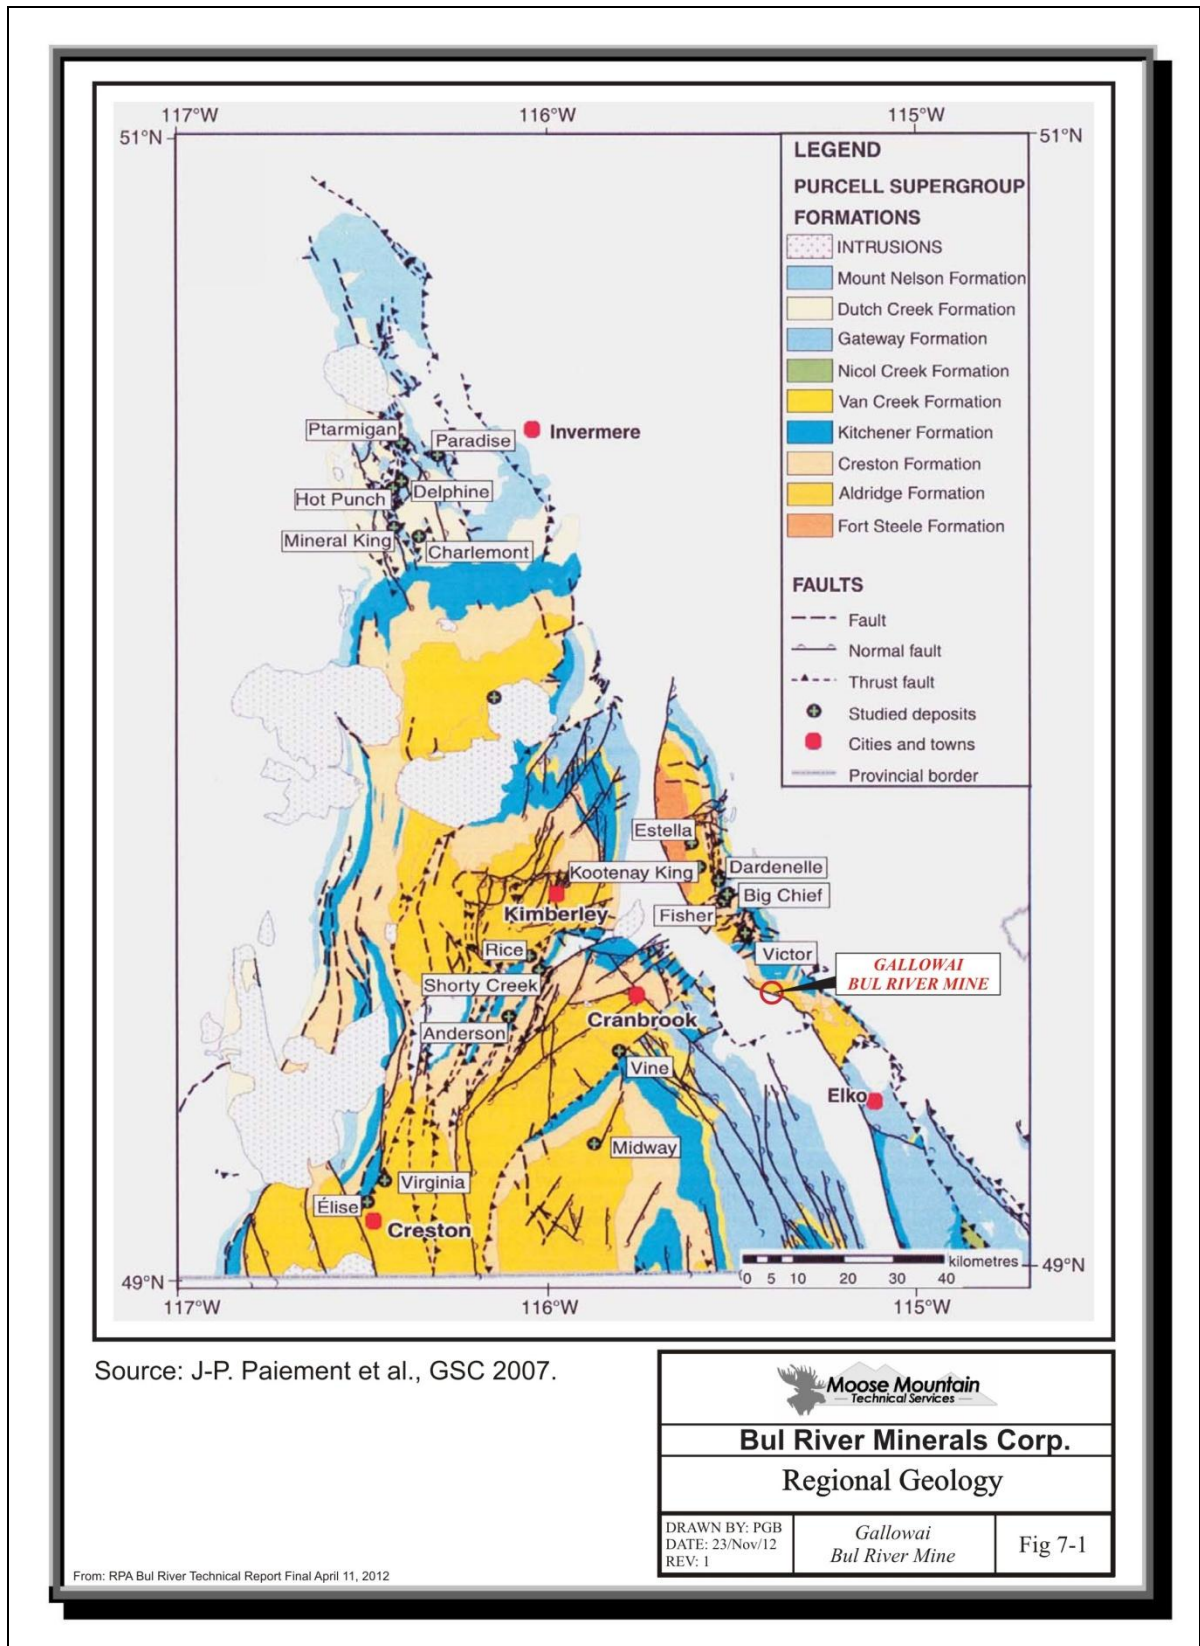 117°W
116°W
115°W
51°N
51°N
LEGEND
PURCELL SUPERGROUP
FORMATIONS
INTRUSIONS
Mount Nelson Formation
Dutch Creek Formation
Gateway Formation
Nicol Creek Formation
Van Creek Formation
Kitchener Formation
Creston Formation
Aldridge Formation
Fort Steele Formation
FAULTS
Fault
Normal fault
Thrust fault
Studied deposits
Cities and towns
Provincial border
Ptarmigan
Paradise
Invermere
Hot Punch
Delphine
Mineral King
Charlemont
Estella
Kootenay King
Dardenelle
Big Chief
Kimberley
Fisher
Rice
Victor
Shorty Creek
GALLOWAI
BUL RIVER MINE
Anderson
Cranbrook
Vine
Elko
Midway
Virginia
Élise
Creston
kilometres
0 5 10 20 30 40
49°N
49°N
117°W
116°W
115°W
Source: J-P. Paiement et al., GSC 2007.
Moose Mountain
Technical Services
Bul River Minerals Corp.
Regional Geology
DRAWN BY: PGB
DATE: 23/Nov/12
REV: 1
Gallowai
Bul River Mine
Fig 7-1
From: RPA Bul River Technical Report Final April 11, 2012